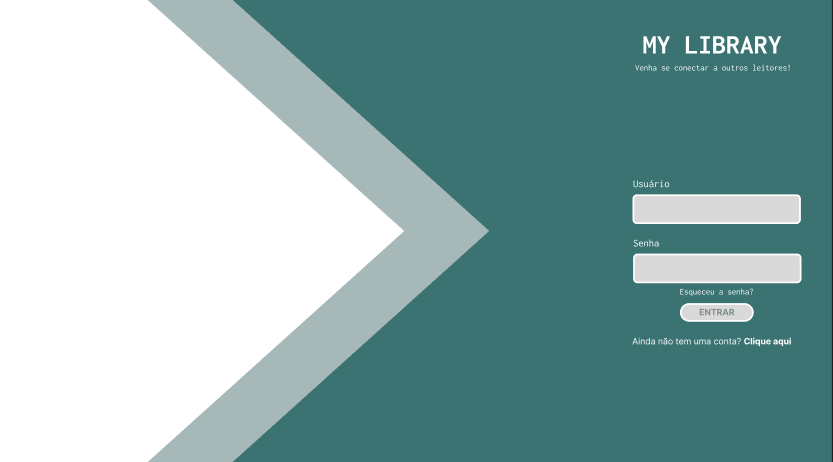 MY LIBRARY
Venha se conectar a outros leitores!
Usuário
Senha
Esqueceu a senha?
ENTRAR
Ainda não tem uma conta? Clique aqui